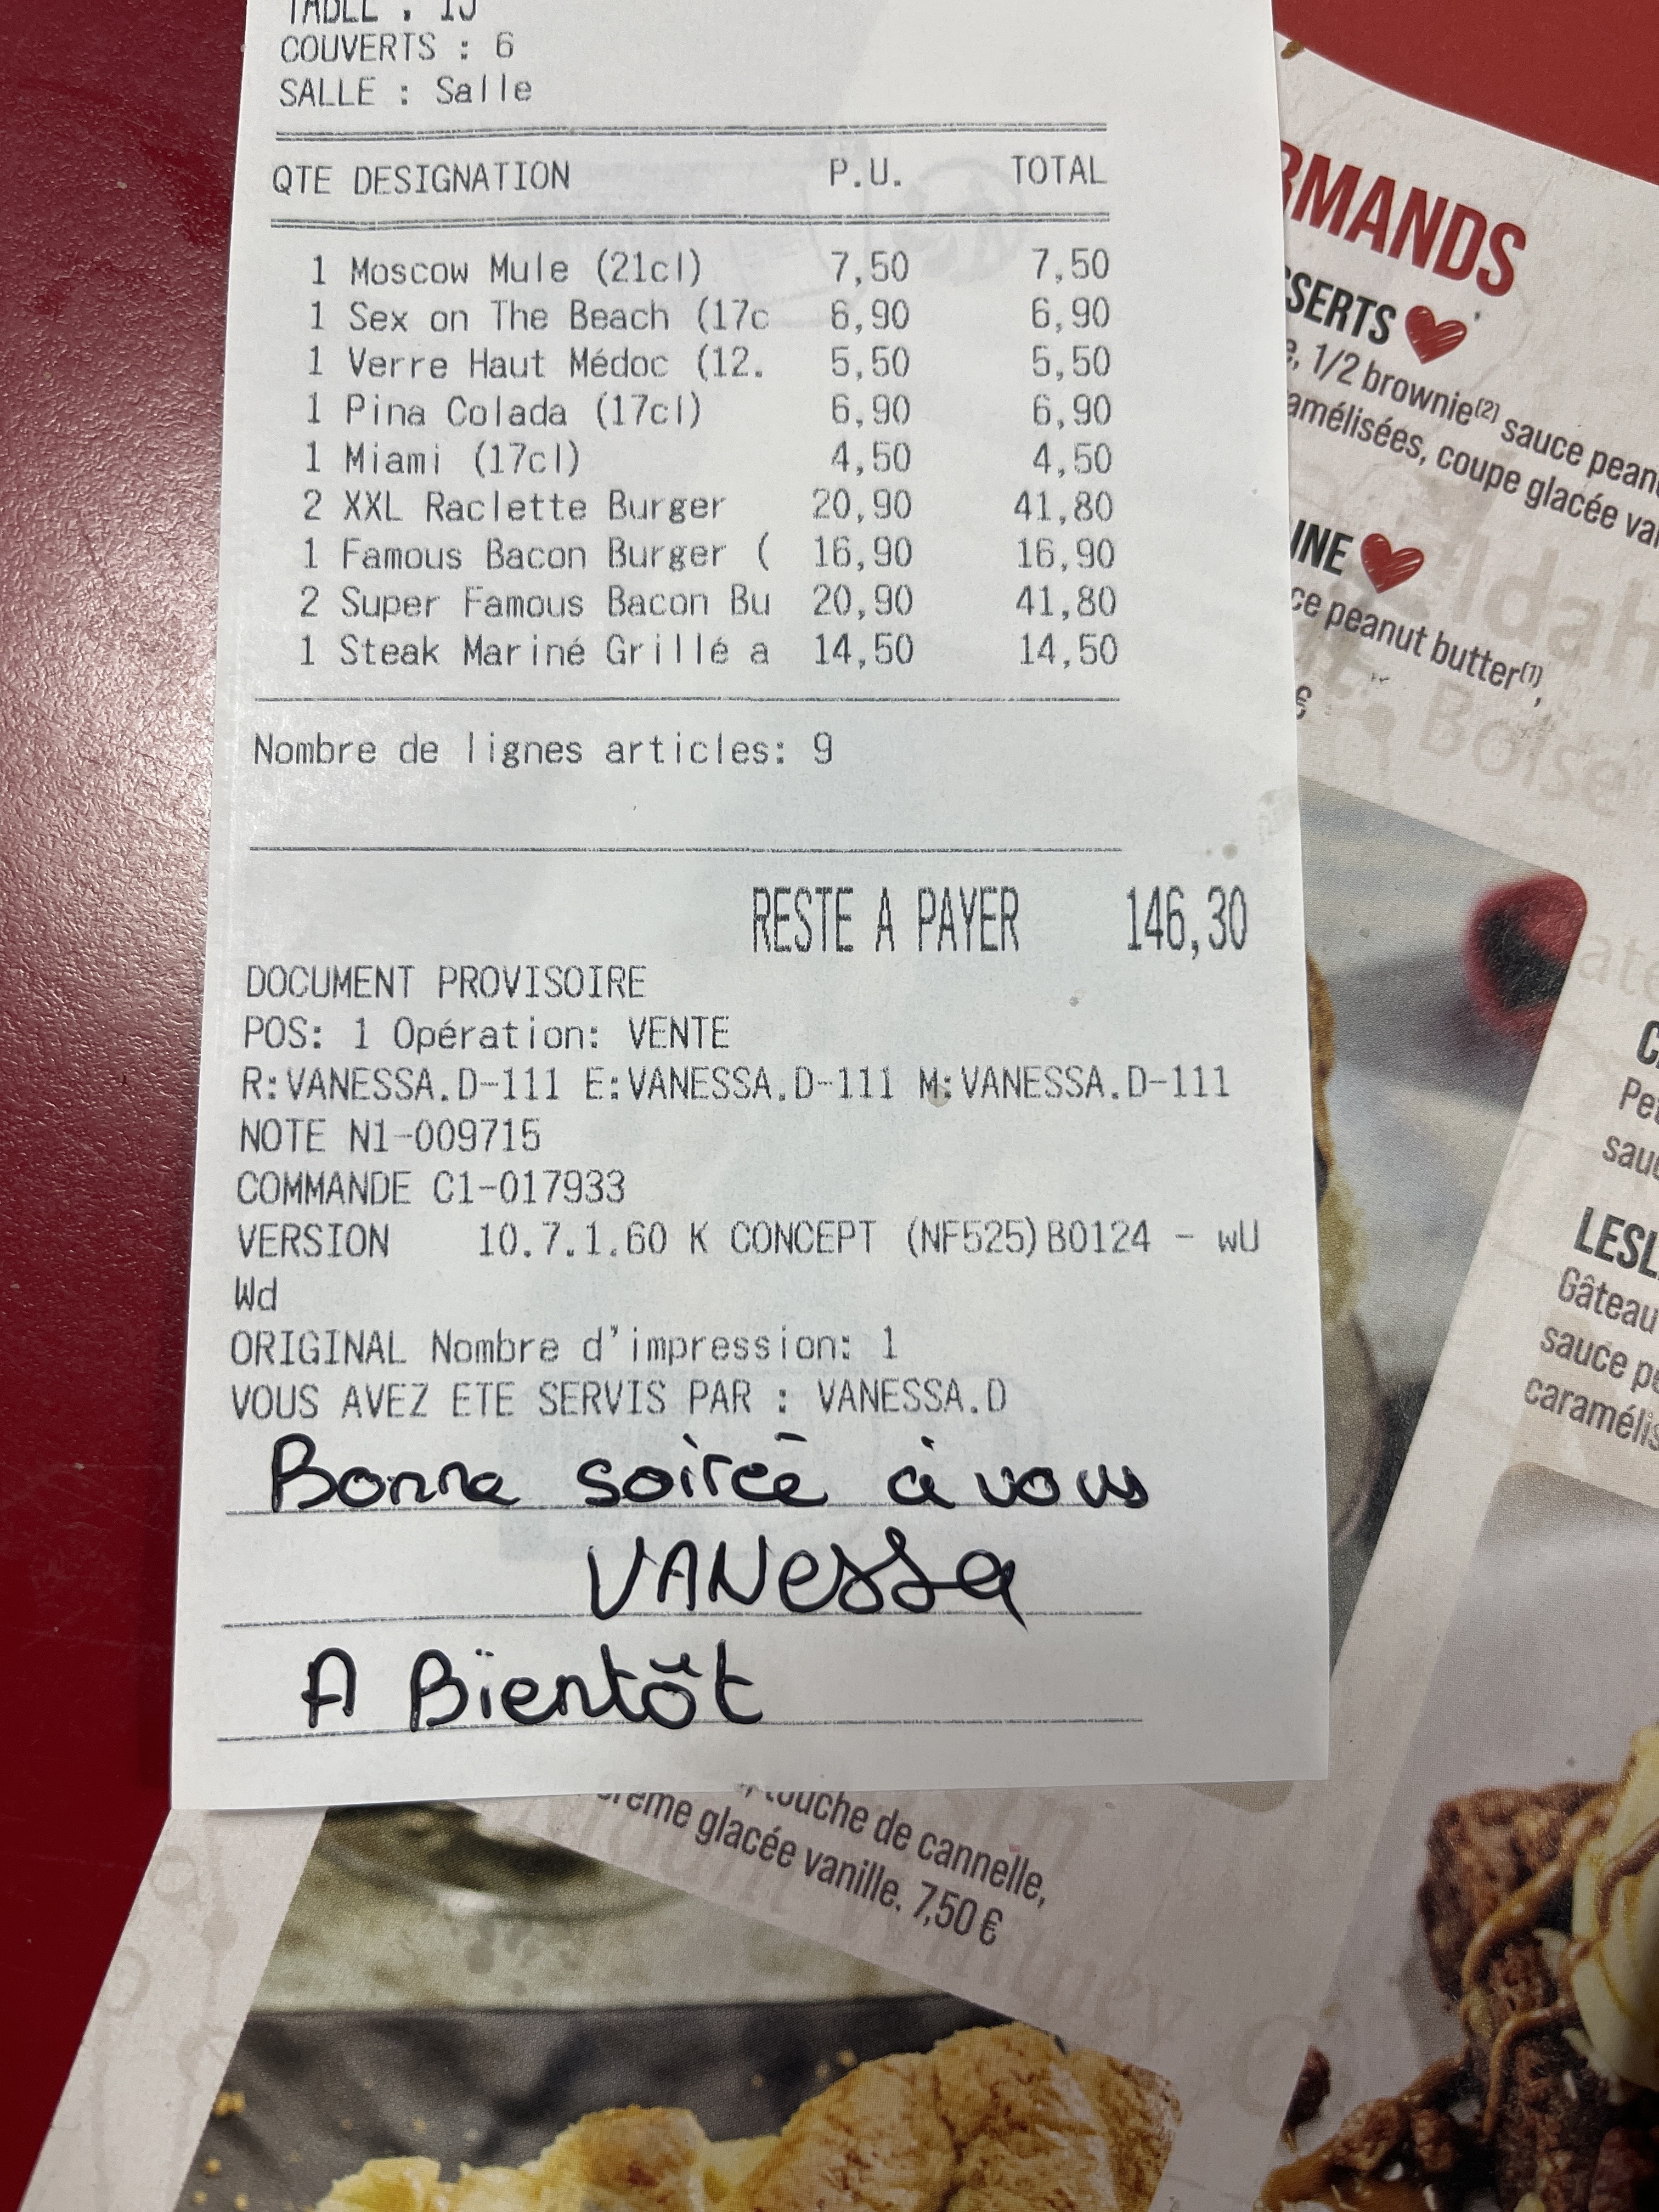 COUVERTS : 6
SALLE : Salle
QTE DESIGNATION P.U. TOTAL
1 Moscow Mule (21cl) 7,50 7,50
1 Sex on The Beach (17c 6,90 6,90
1 Verre Haut Médoc (12. 5,50 5,50
1 Pina Colada (17cl) 6,90 6,90
1 Miami (17cl) 4,50 4,50
2 XXL Raclette Burger 20,90 41,80
1 Famous Bacon Burger ( 16,90 16,90
2 Super Famous Bacon Bu 20,90 41,80
1 Steak Mariné Grillé a 14,50 14,50
Nombre de lignes articles: 9
RESTE A PAYER 146,30
DOCUMENT PROVISOIRE
POS: 1 Opération: VENTE
R:VANESSA.D-111 E:VANESSA.D-111 M:VANESSA.D-111
NOTE N1-009715
COMMANDE C1-017933
VERSION 10.7.1.60 K CONCEPT (NF525)B0124 - wU
Wd
ORIGINAL Nombre d'impression: 1
VOUS AVEZ ETE SERVIS PAR : VANESSA.D
Bonne soirée à vous
VANessa
A Bientôt
RMANDS
SSERTS
, 1/2 brownie(2) sauce pean
amélisées, coupe glacée va
INE
ce peanut butter(1),
€
Idah
Boise
LESL
Gâteau
sauce pe
caramélis
touche de cannelle,
crème glacée vanille. 7,50 €